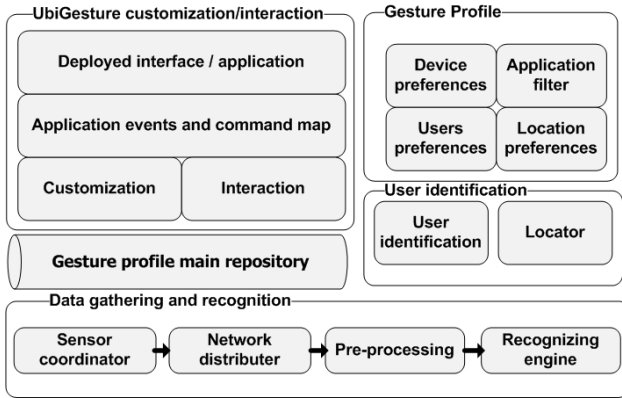 UbiGesture customization/interaction
Deployed interface / application
Application events and command map
Customization
Interaction
Gesture profile main repository
Gesture Profile
Device
preferences
Application
filter
Users
preferences
Location
preferences
User identification
User
identification
Locator
Data gathering and recognition
Sensor
coordinator
Network
distributer
Pre-processing
Recognizing
engine